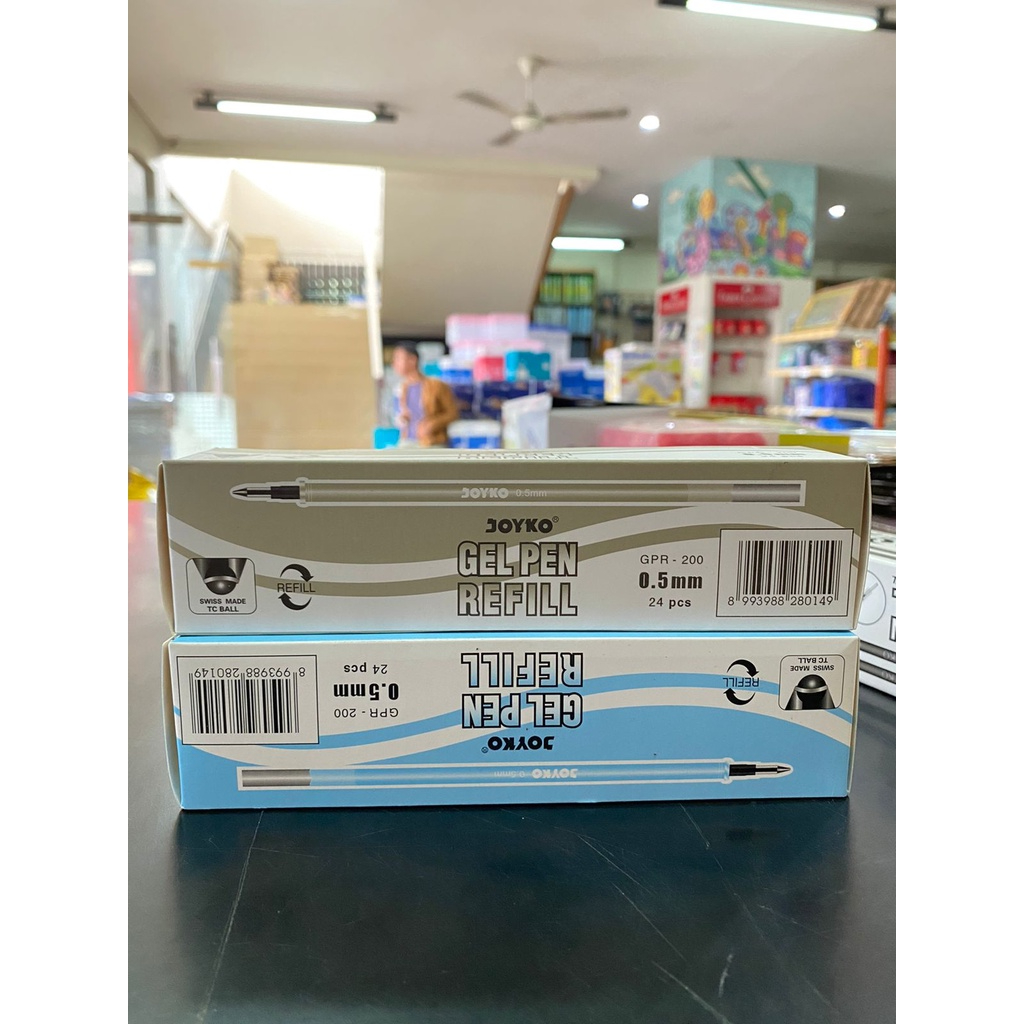 JOYKO 0.5mm
JOYKO®
GEL PEN
REFILL
SWISS MADE
TC BALL
REFILL
GPR - 200
0.5mm
24 pcs
8 993988 280149
JOYKO 0.5mm
JOYKO®
GEL PEN
REFILL
SWISS MADE
TC BALL
REFILL
GPR - 200
0.5mm
24 pcs
8 993988 280149